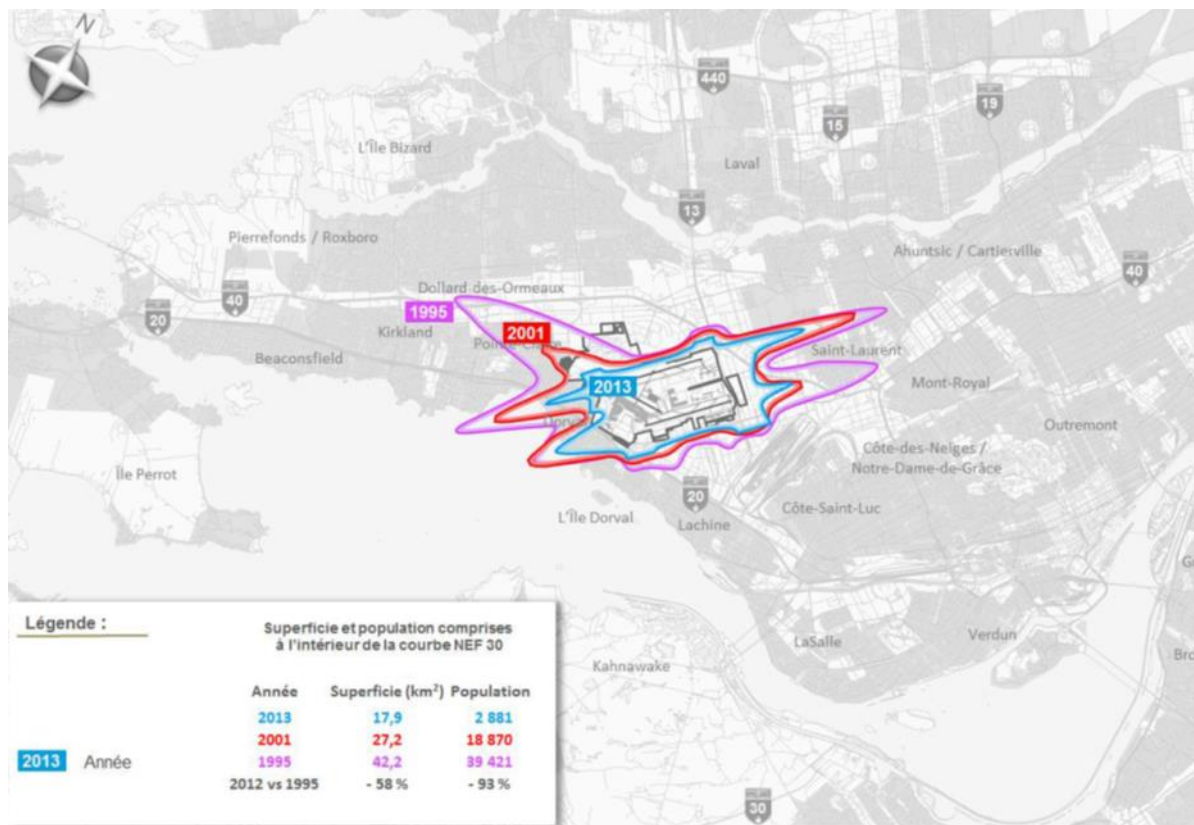 N
440
15
19
L'Île Bizard
Laval
13
Pierrefonds / Roxboro
Ahuntsic / Cartierville
40
40
20
Dollard-des-Ormeaux
1995
Kirkland
2001
Beaconsfield
Saint-Laurent
2013
Mont-Royal
Outremont
Côte-des-Neiges /
Notre-Dame-de-Grâce
Île Perrot
20
Côte-Saint-Luc
L'Île Dorval
Lachine
LaSalle
Verdun
Kahnawake
30
Légende :
Superficie et population comprises
à l'intérieur de la courbe NEF 30
Année Superficie (km²) Population
2013 17,9 2 881
2001 27,2 18 870
1995 42,2 39 421
2012 vs 1995 - 58 % - 93 %
2013 Année